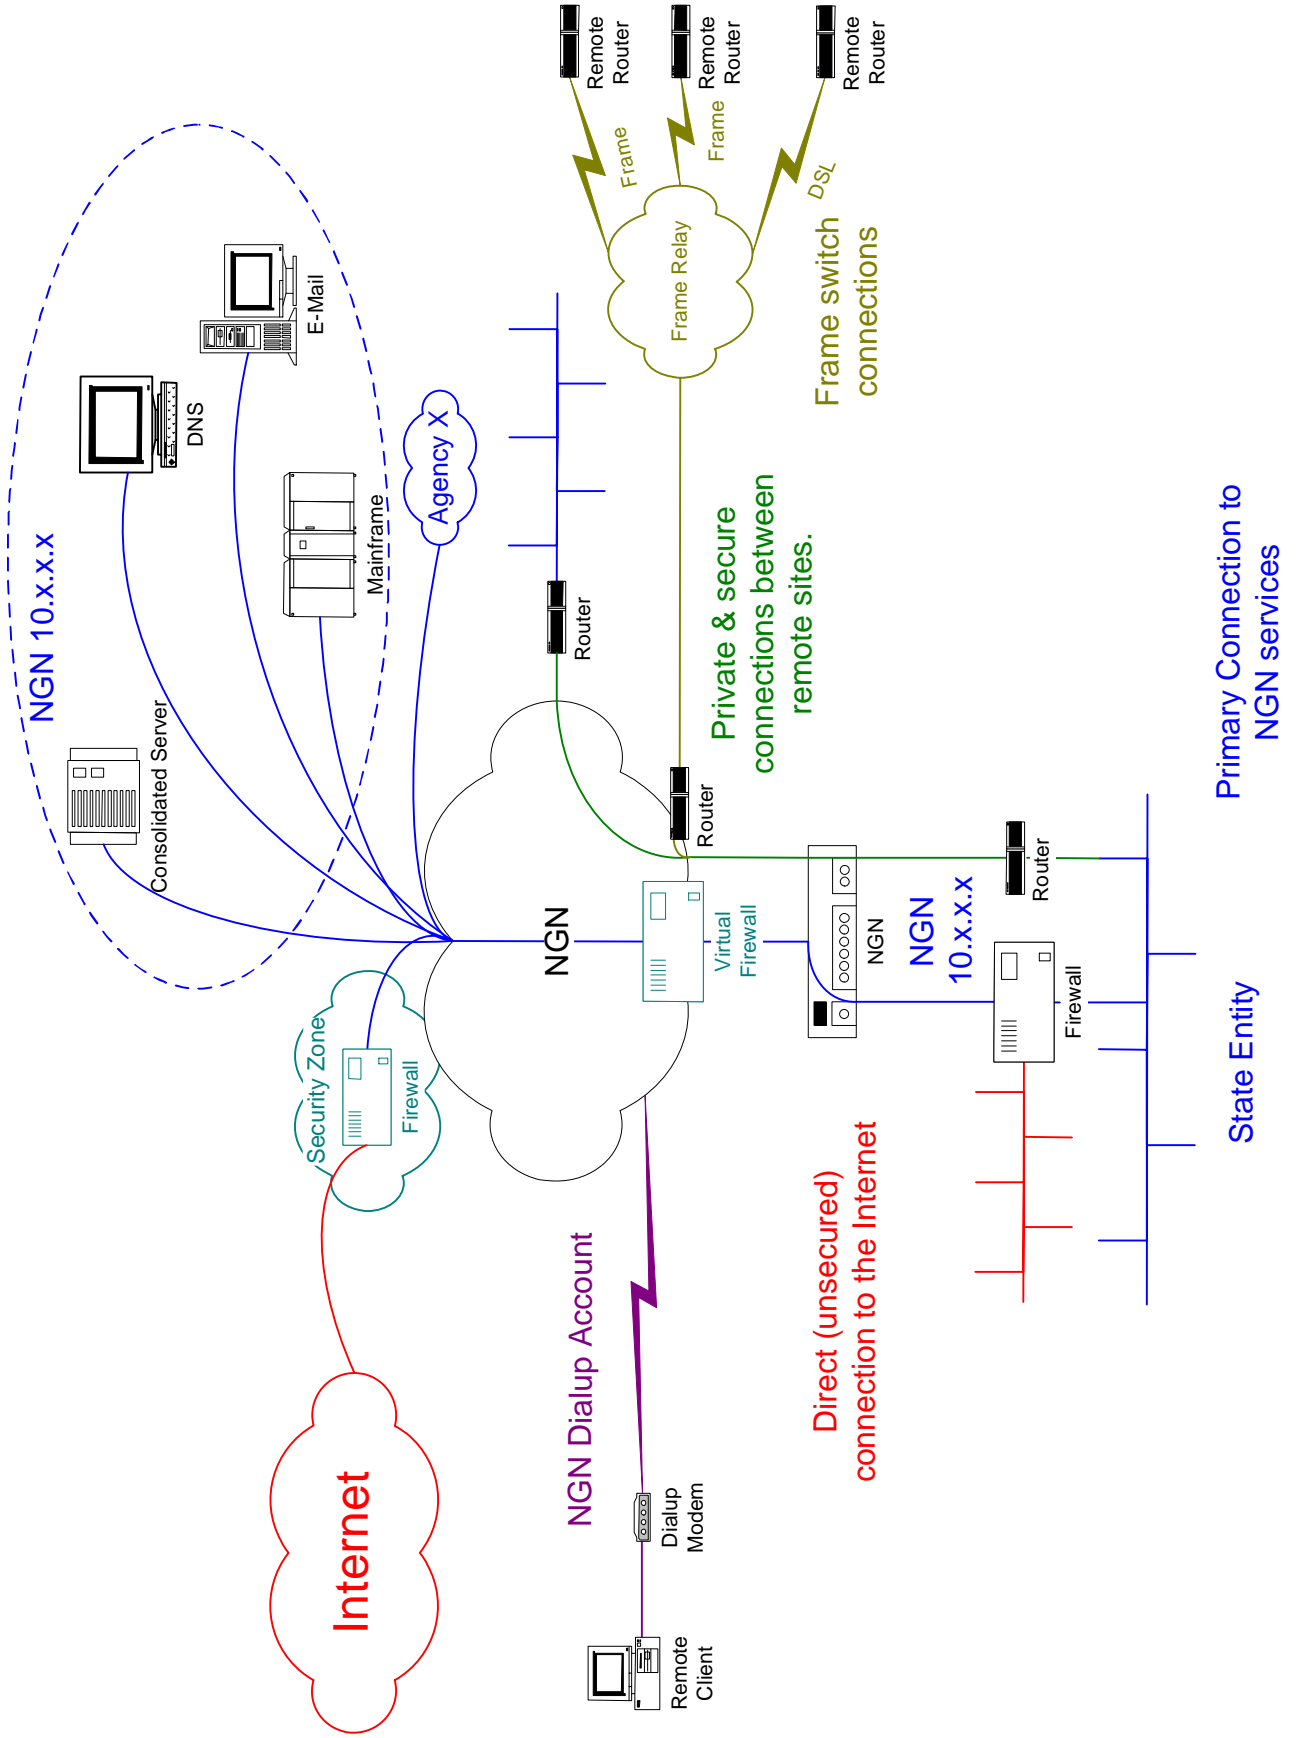 Internet
Security Zone
Firewall
NGN 10.x.x.x
Consolidated Server
DNS
E-Mail
Mainframe
Agency X
NGN
Router
NGN Dialup Account
Remote
Client
Dialup
Modem
Virtual
Firewall
Router
Private & secure
connections between
remote sites.
Frame Relay
Frame
Frame
DSL
Remote
Router
Remote
Router
Remote
Router
Frame switch
connections
Direct (unsecured)
connection to the Internet
NGN
NGN
10.x.x.x
Firewall
Router
State Entity
Primary Connection to
NGN services